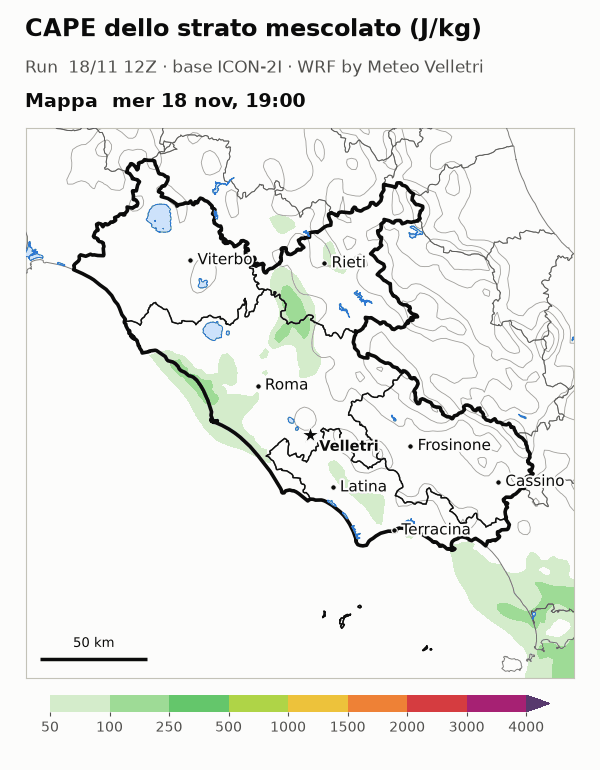 CAPE dello strato mescolato (J/kg)
Run 18/11 12Z · base ICON-2I · WRF by Meteo Velletri
Mappa mer 18 nov, 19:00
Viterbo
Rieti
Roma
Velletri
Frosinone
Latina
Cassino
Terracina
50 km
50 100 250 500 1000 1500 2000 3000 4000